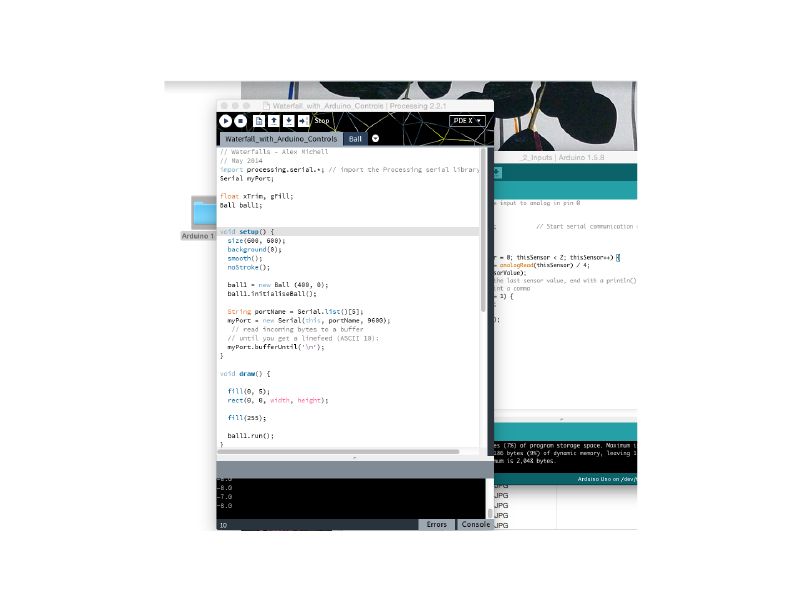 Waterfall_with_Arduino_Controls | Processing 2.2.1
Stop
PDE X
Waterfall_with_Arduino_Controls Ball
// Waterfalls - Alex Michell
// May 2014
import processing.serial.*; // import the Processing serial library
Serial myPort;
float xTrim, gFill;
Ball ball1;
void setup() {
size(600, 600);
background(0);
smooth();
noStroke();
ball1 = new Ball (400, 0);
ball1.initialiseBall();
String portName = Serial.list()[5];
myPort = new Serial(this, portName, 9600);
// read incoming bytes to a buffer
// until you get a linefeed (ASCII 10):
myPort.bufferUntil('\n');
}
void draw() {
fill(0, 5);
rect(0, 0, width, height);
fill(255);
ball1.run();
}
-8.0
-8.0
-7.0
-8.0
10
Errors Console
Arduino 1
_2_Inputs | Arduino 1.5.8
e input to analog in pin 0
; // Start serial communication
r = 0; thisSensor < 2; thisSensor++) {
= analogRead(thisSensor) / 4;
sorValue);
the last sensor value, end with a println()
int a comma
= 1) {
;
);
es (7%) of program storage space. Maximum i
186 bytes (9%) of dynamic memory, leaving 1
mum is 2,048 bytes.
Arduino Uno on /dev/
.JPG
.JPG
.JPG
.JPG
.JPG